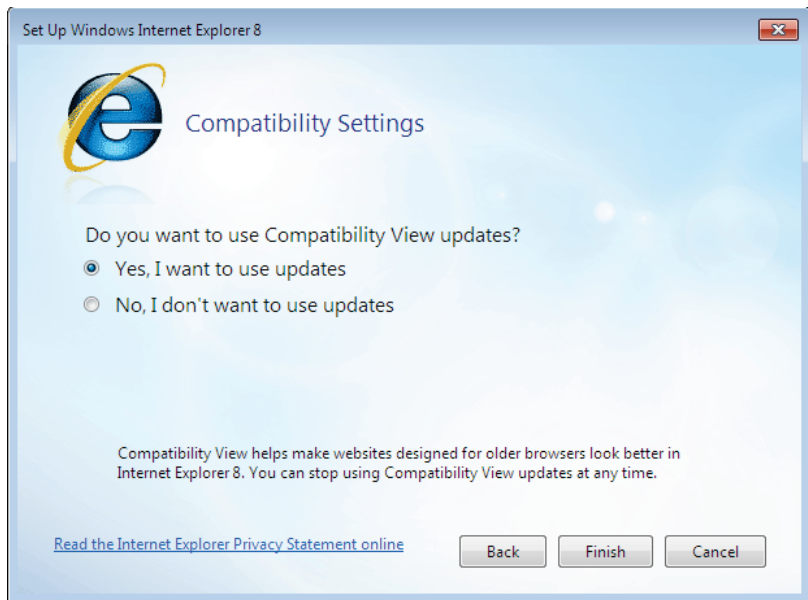 Set Up Windows Internet Explorer 8
Compatibility Settings
Do you want to use Compatibility View updates?
Yes, I want to use updates
No, I don't want to use updates
Compatibility View helps make websites designed for older browsers look better in
Internet Explorer 8. You can stop using Compatibility View updates at any time.
Read the Internet Explorer Privacy Statement online
Back
Finish
Cancel